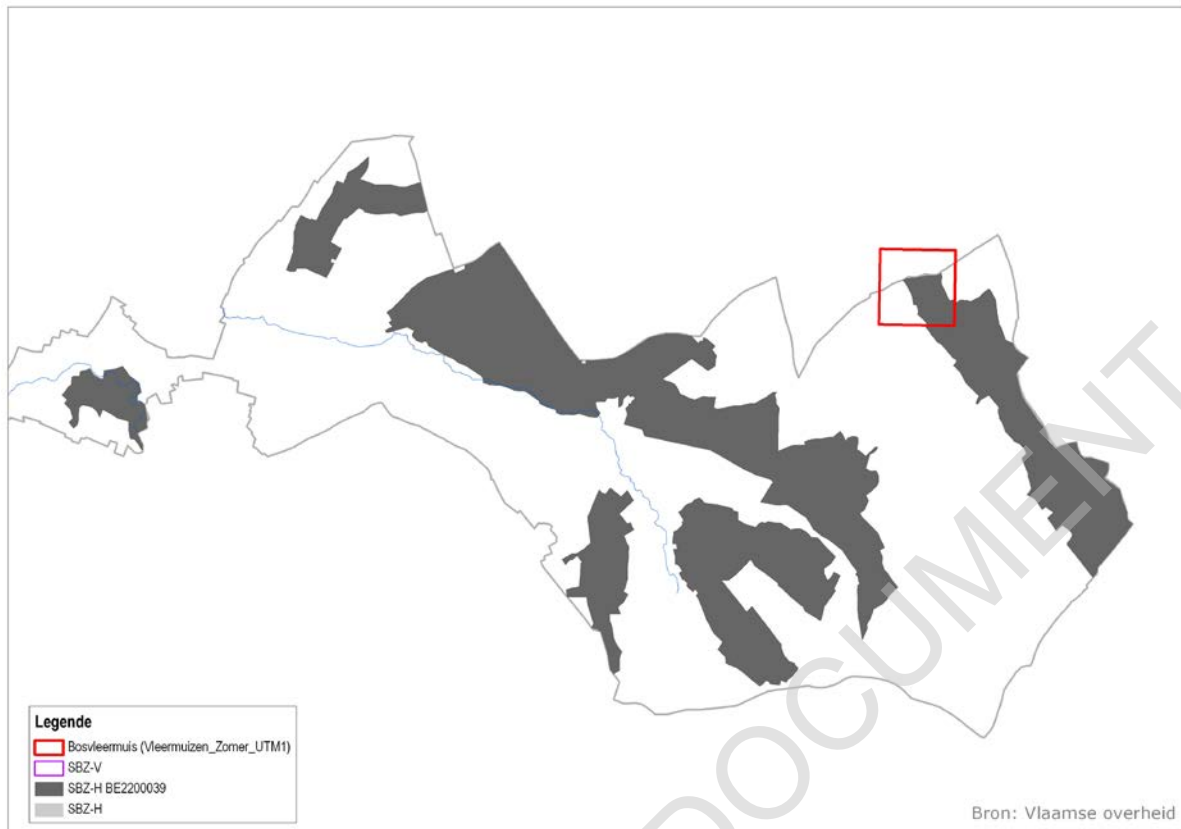 DOCUMENT
Legende
Bosvleermuis (Vleermuizen_Zomer_UTM1)
SBZ-V
SBZ-H BE2200039
SBZ-H
Bron: Vlaamse overheid